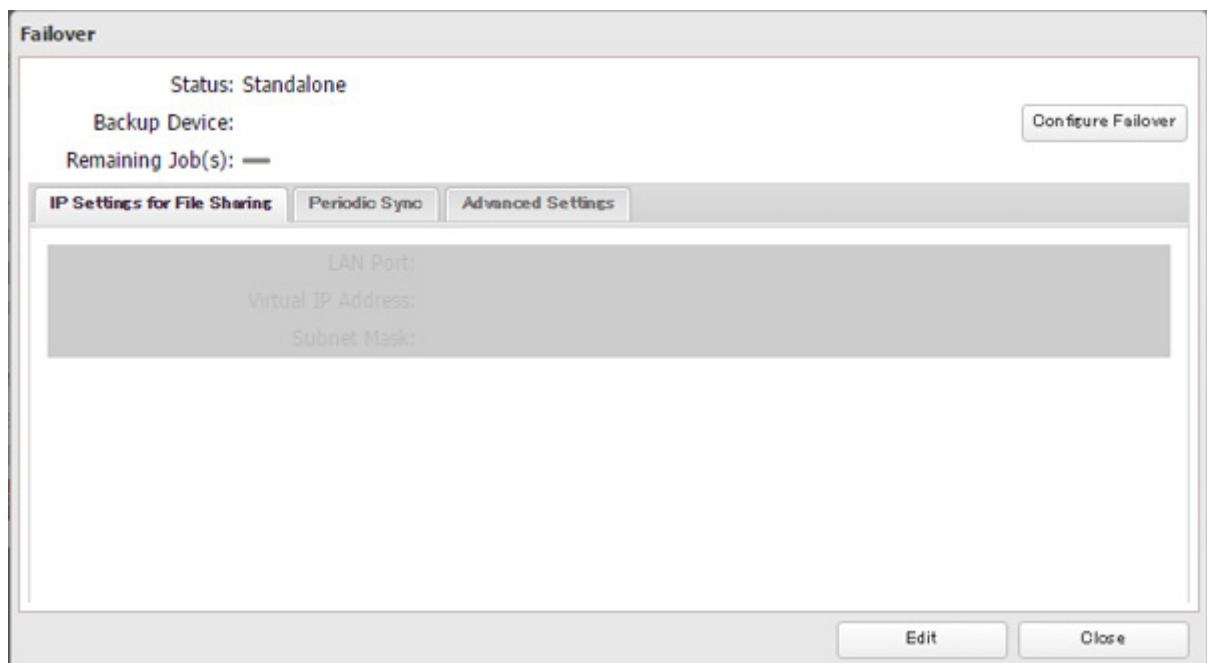 Failover
Status: Standalone
Backup Device:
Configure Failover
Remaining Job(s): —
IP Settings for File Sharing Periodic Sync Advanced Settings
LAN Port:
Virtual IP Address:
Subnet Mask:
Edit Close